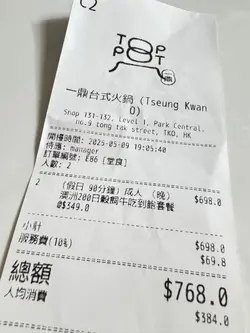 C2
TOP
POT
一鼎台式火鍋 (Tseung Kwan
O)
Shop 131-132, Level 1, Park Central,
no.9 Long tak street, TKO, HK
開檯時間: 2025-05-09 19:05:40
侍應: manager
訂單編號: E86 [堂食]
人數: 2
2 (假日 90分鐘) 成人 (晚) $698.0
澳洲200日穀飼牛吃到飽套餐
@$349.0
小計 $698.0
服務費(10%) $69.8
總額 $768.0
人均消費 $384.0